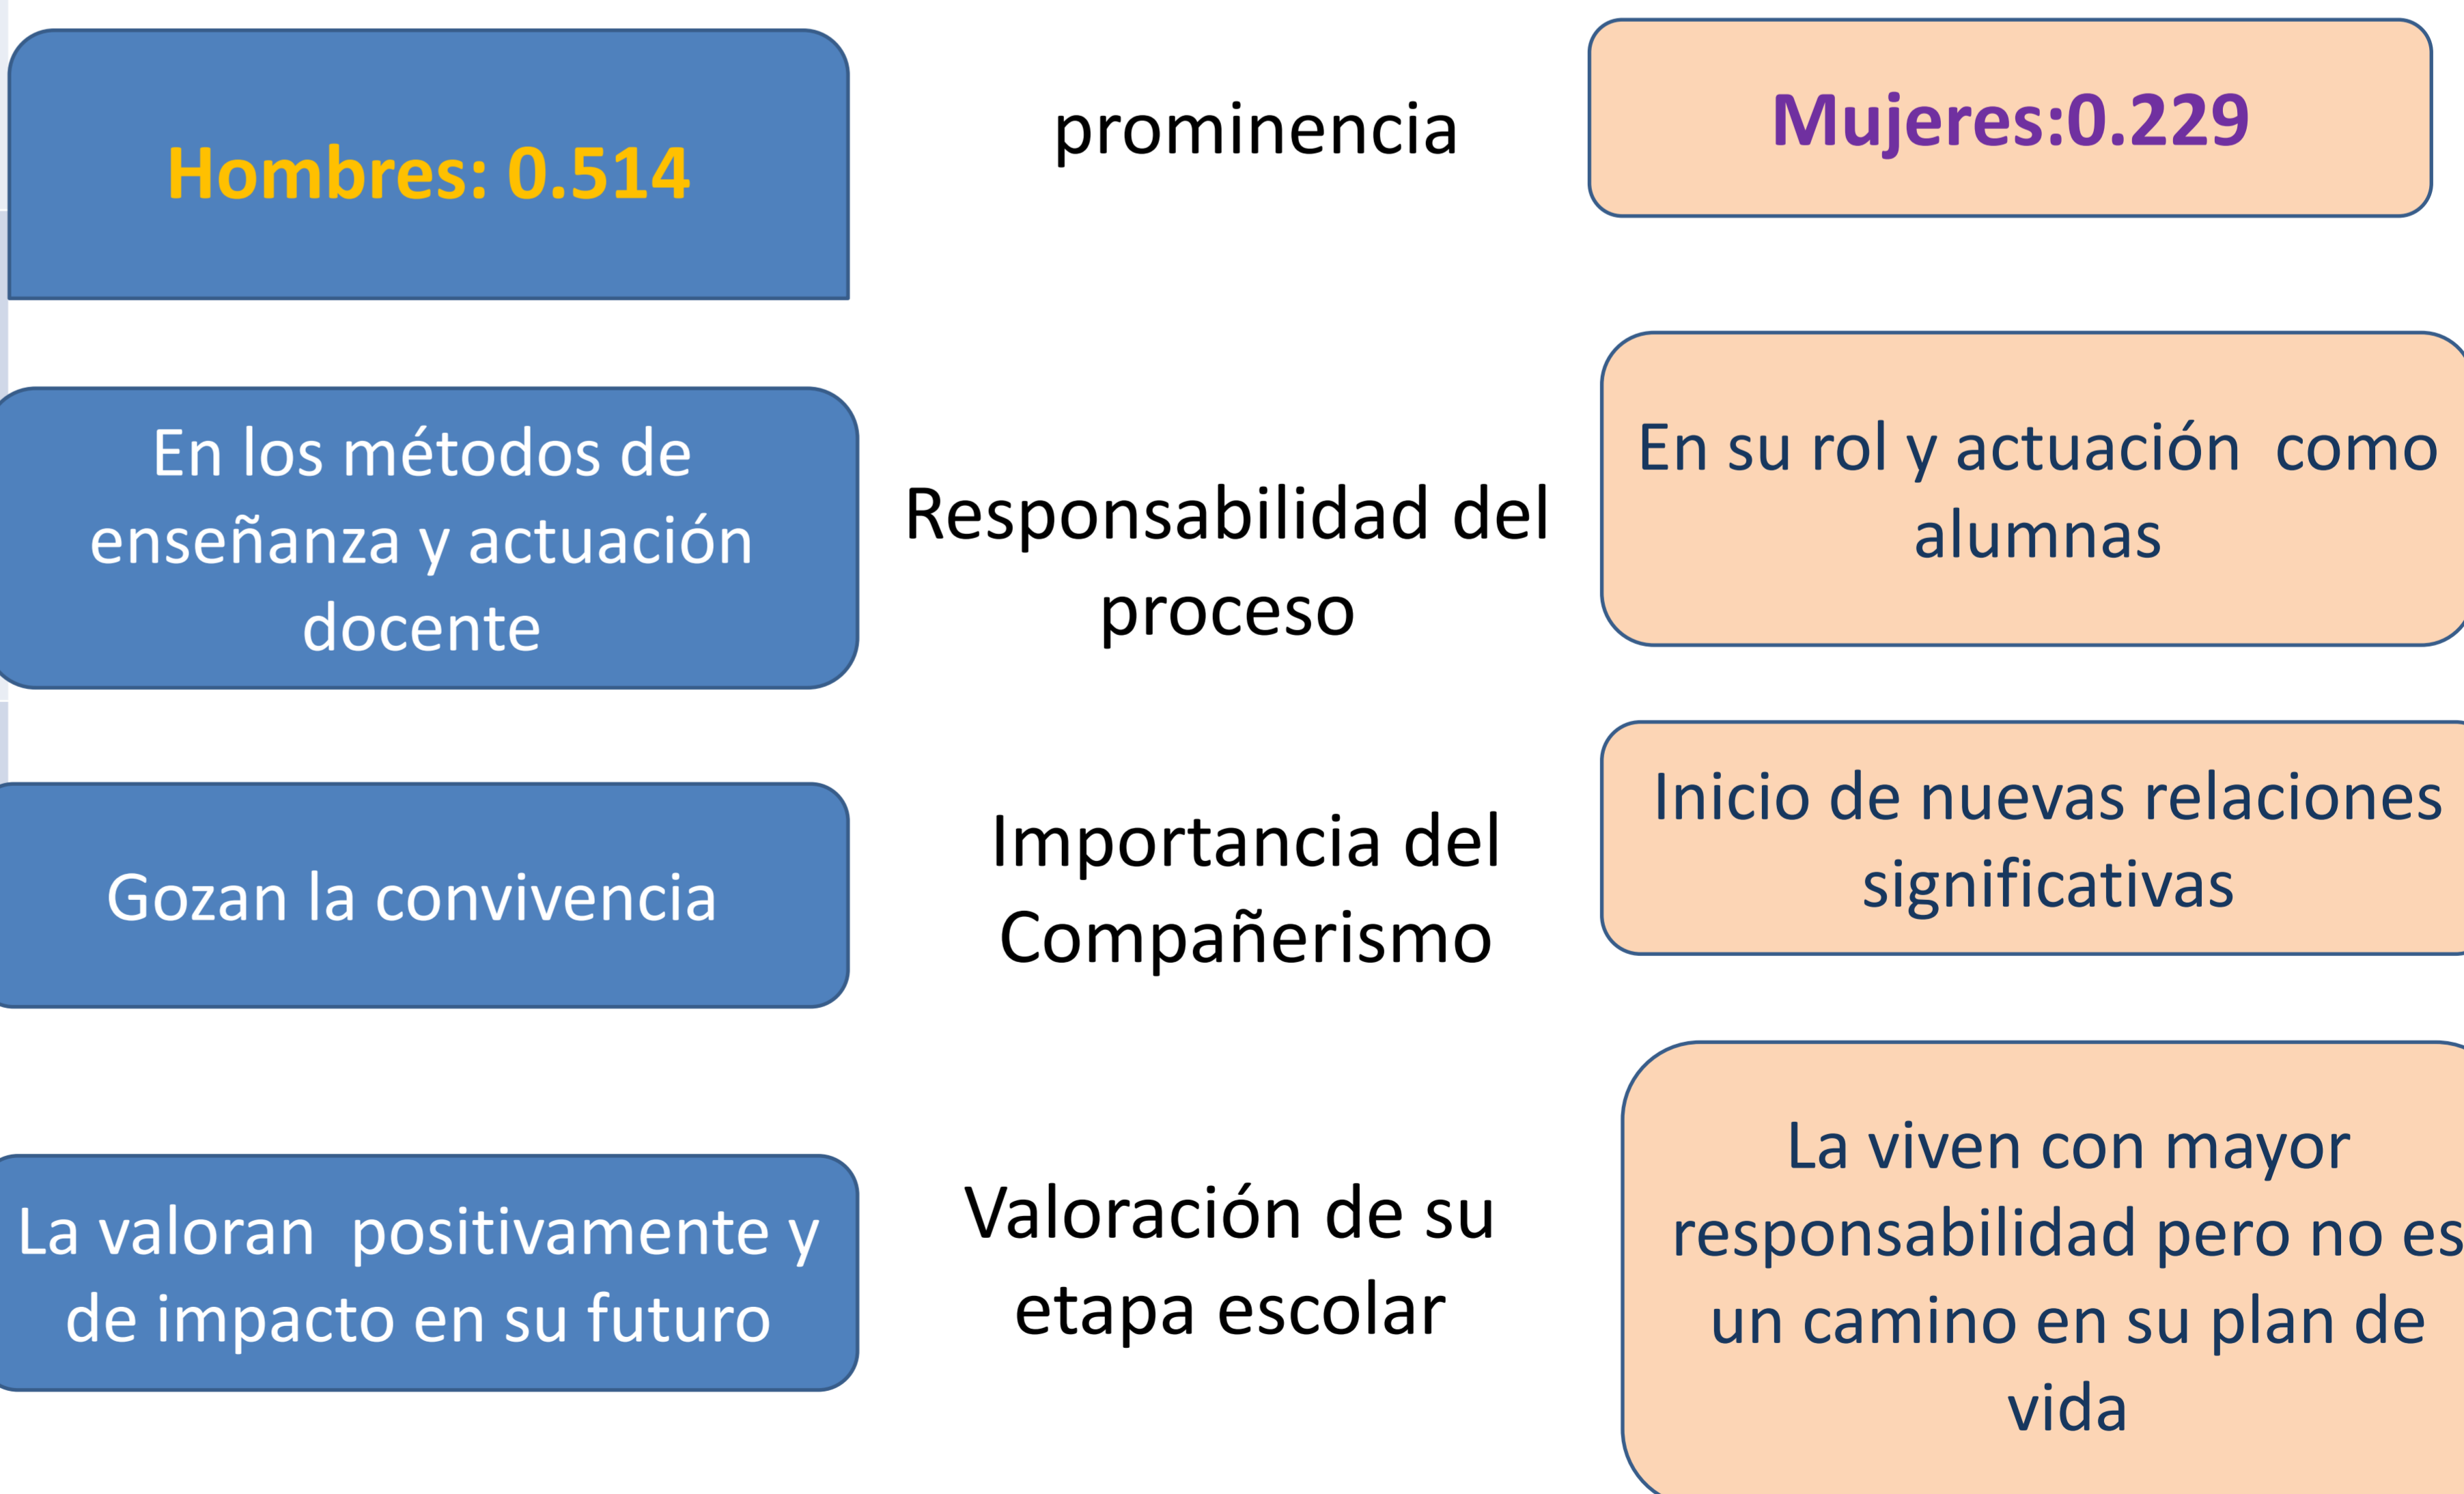 Hombres: 0.514
prominencia
Mujeres:0.229
En los métodos de
enseñanza y actuación
docente
Responsabilidad del
proceso
En su rol y actuación  como
alumnas
Gozan la convivencia
Importancia del
Compañerismo
Inicio de nuevas relaciones
significativas
La valoran  positivamente y
de impacto en su futuro
Valoración de su
etapa escolar
La viven con mayor
responsabilidad pero no es
un camino en su plan de
vida